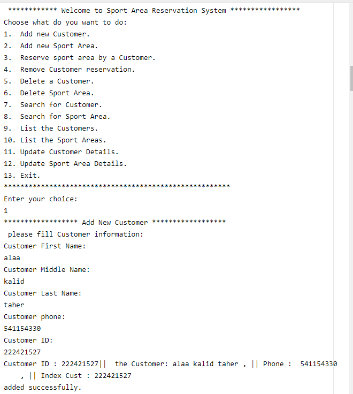 ************ Welcome to Sport Area Reservation System *****************
Choose what do you want to do:
1.  Add new Customer.
2.  Add new Sport Area.
3.  Reserve sport area by a Customer.
4.  Remove Customer reservation.
5.  Delete a Customer.
6.  Delete Sport Area.
7.  Search for Customer.
8.  Search for Sport Area.
9.  List the Customers.
10. List the Sport Areas.
11. Update Customer Details.
12. Update Sport Area Details.
13. Exit.
*******************************************************
Enter your choice:
1
****************** Add New Customer ******************
please fill Customer information:
Customer First Name:
alaa
Customer Middle Name:
kalid
Customer Last Name:
taher
Customer phone:
541154330
Customer ID:
222421527
Customer ID : 222421527||  the Customer: alaa kalid taher , || Phone :  541154330
, || Index Cust : 222421527
added successfully.